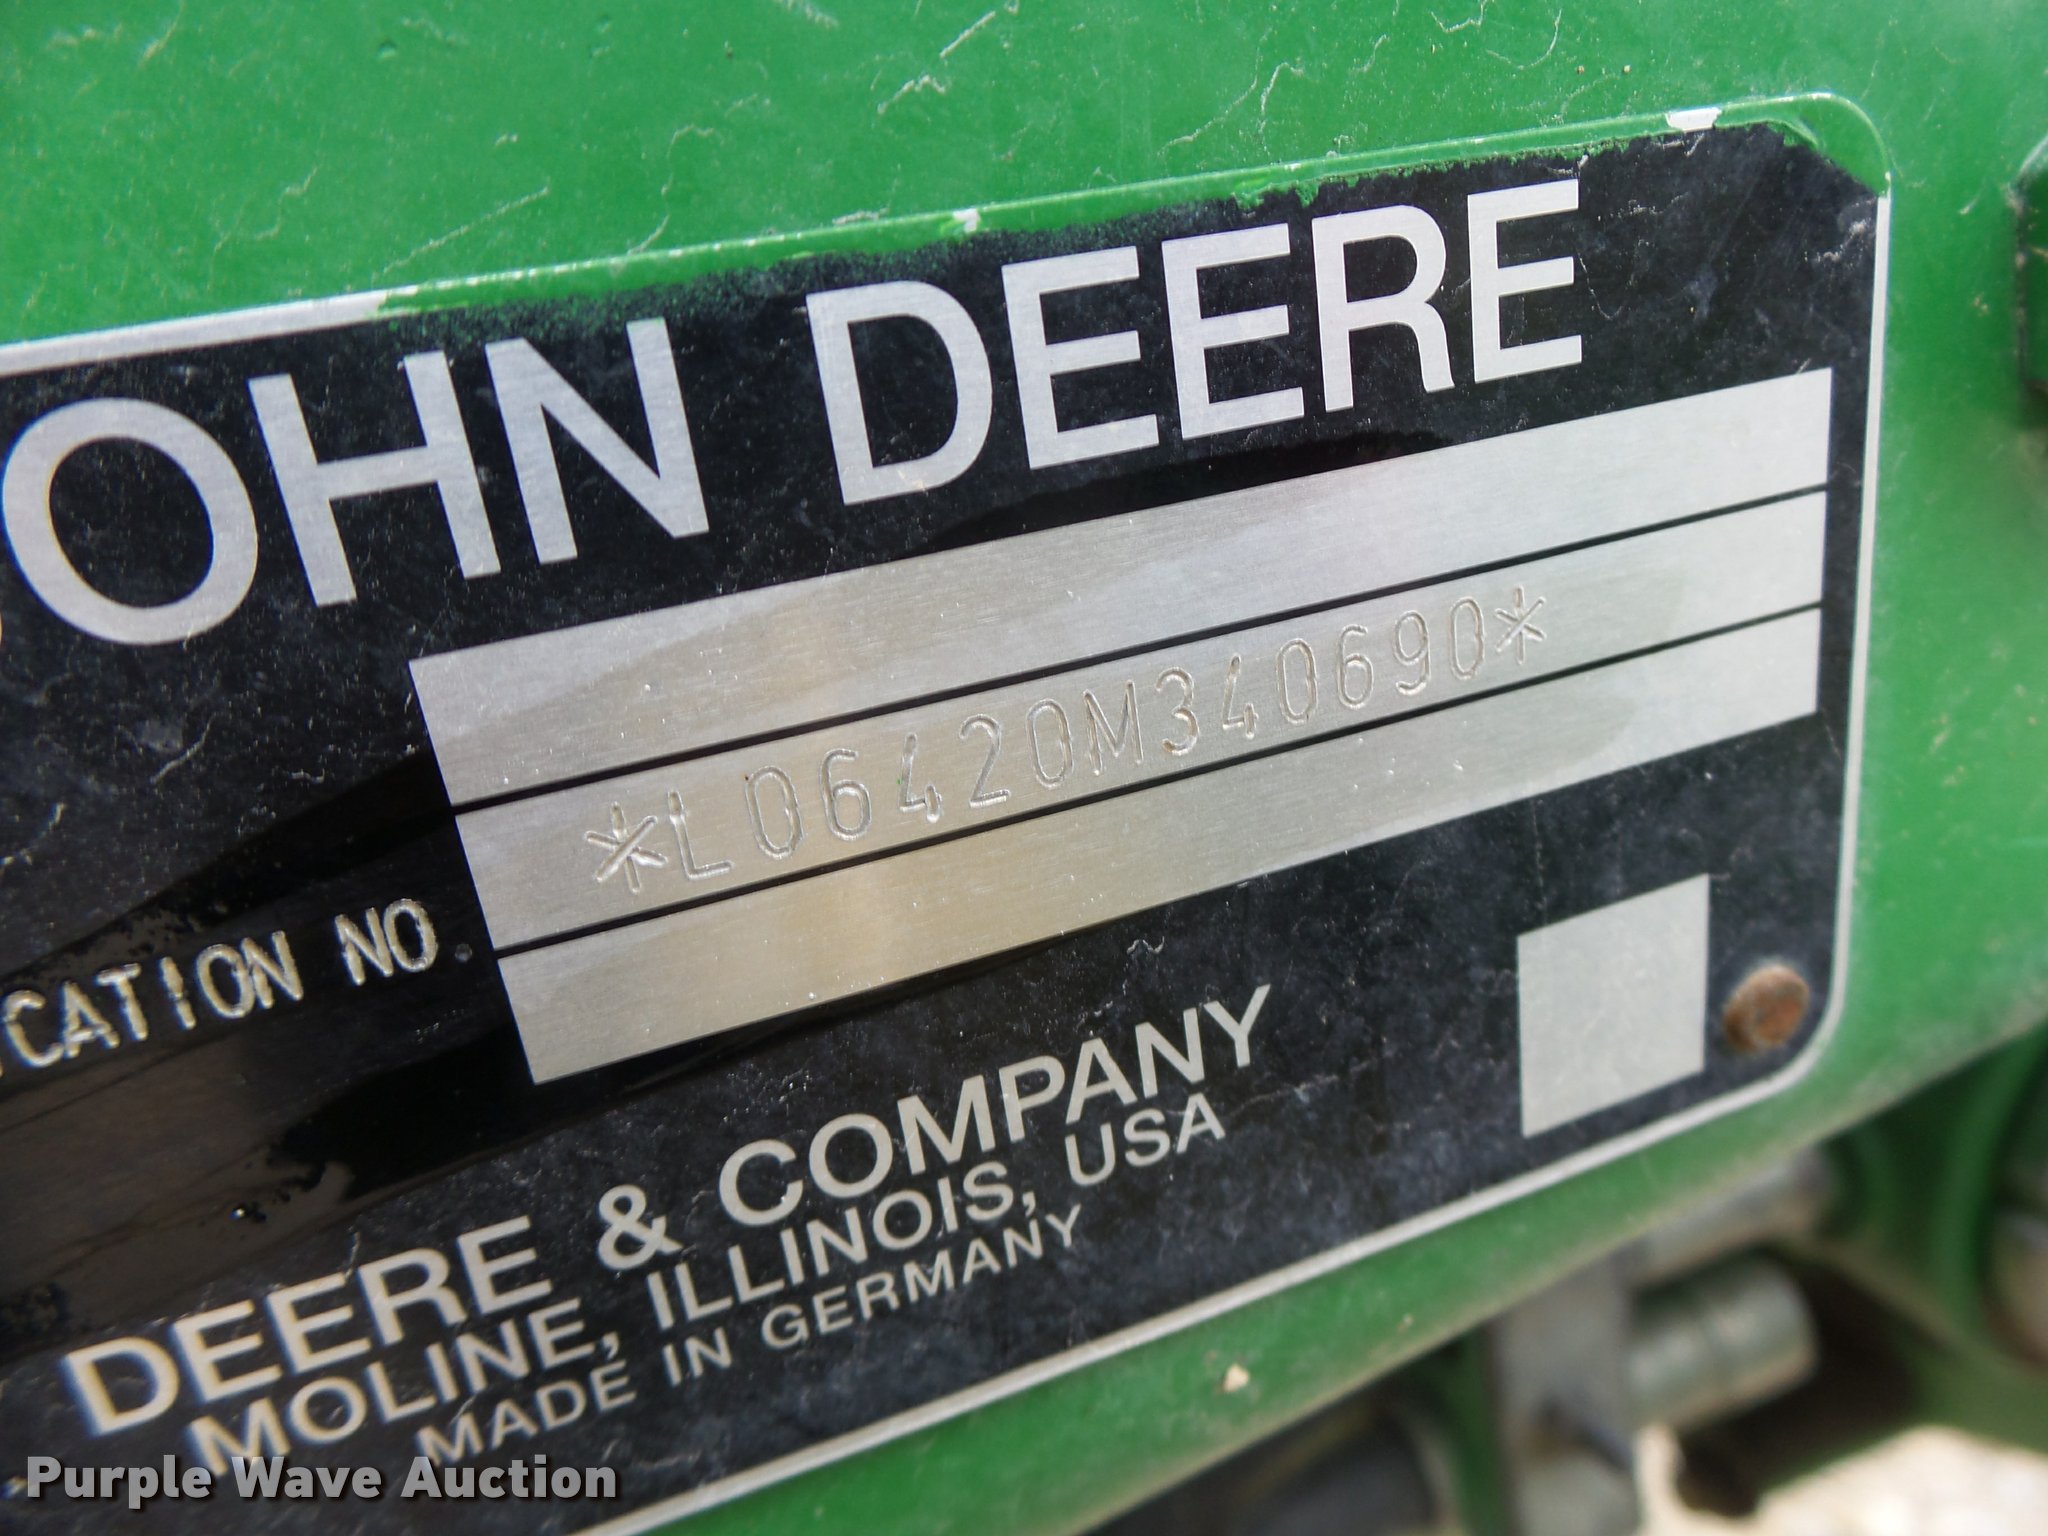 OHN DEERE
*L06420M340690*
CATION NO.
DEERE & COMPANY
MOLINE, ILLINOIS, USA
MADE IN GERMANY
Purple Wave Auction